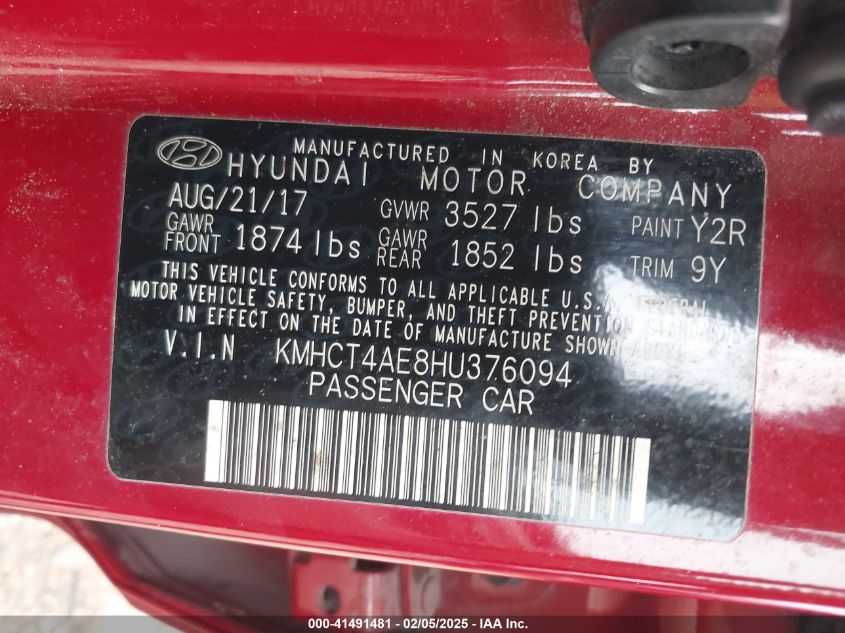 MANUFACTURED IN KOREA BY
HYUNDAI MOTOR COMPANY
AUG/21/17 GVWR 3527 lbs PAINT Y2R
GAWR FRONT 1874 lbs GAWR REAR 1852 lbs TRIM 9Y
THIS VEHICLE CONFORMS TO ALL APPLICABLE U.S.A. FEDERAL
MOTOR VEHICLE SAFETY, BUMPER, AND THEFT PREVENTION STANDARDS
IN EFFECT ON THE DATE OF MANUFACTURE SHOWN
V.I.N KMHCT4AE8HU376094
PASSENGER CAR
000-41491481 - 02/05/2025 - IAA Inc.